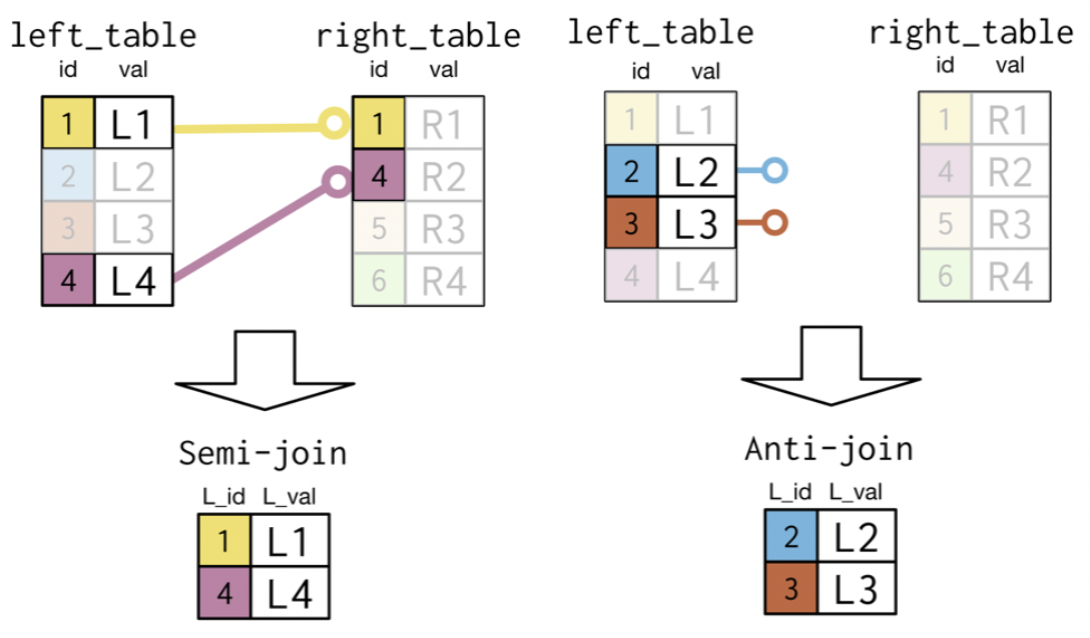 left_table right_table
id val id val
1 L1 1 R1
2 L2 4 R2
3 L3 5 R3
4 L4 6 R4
Semi-join
L_id L_val
1 L1
4 L4
left_table right_table
id val id val
1 L1 1 R1
2 L2 4 R2
3 L3 5 R3
4 L4 6 R4
Anti-join
L_id L_val
2 L2
3 L3